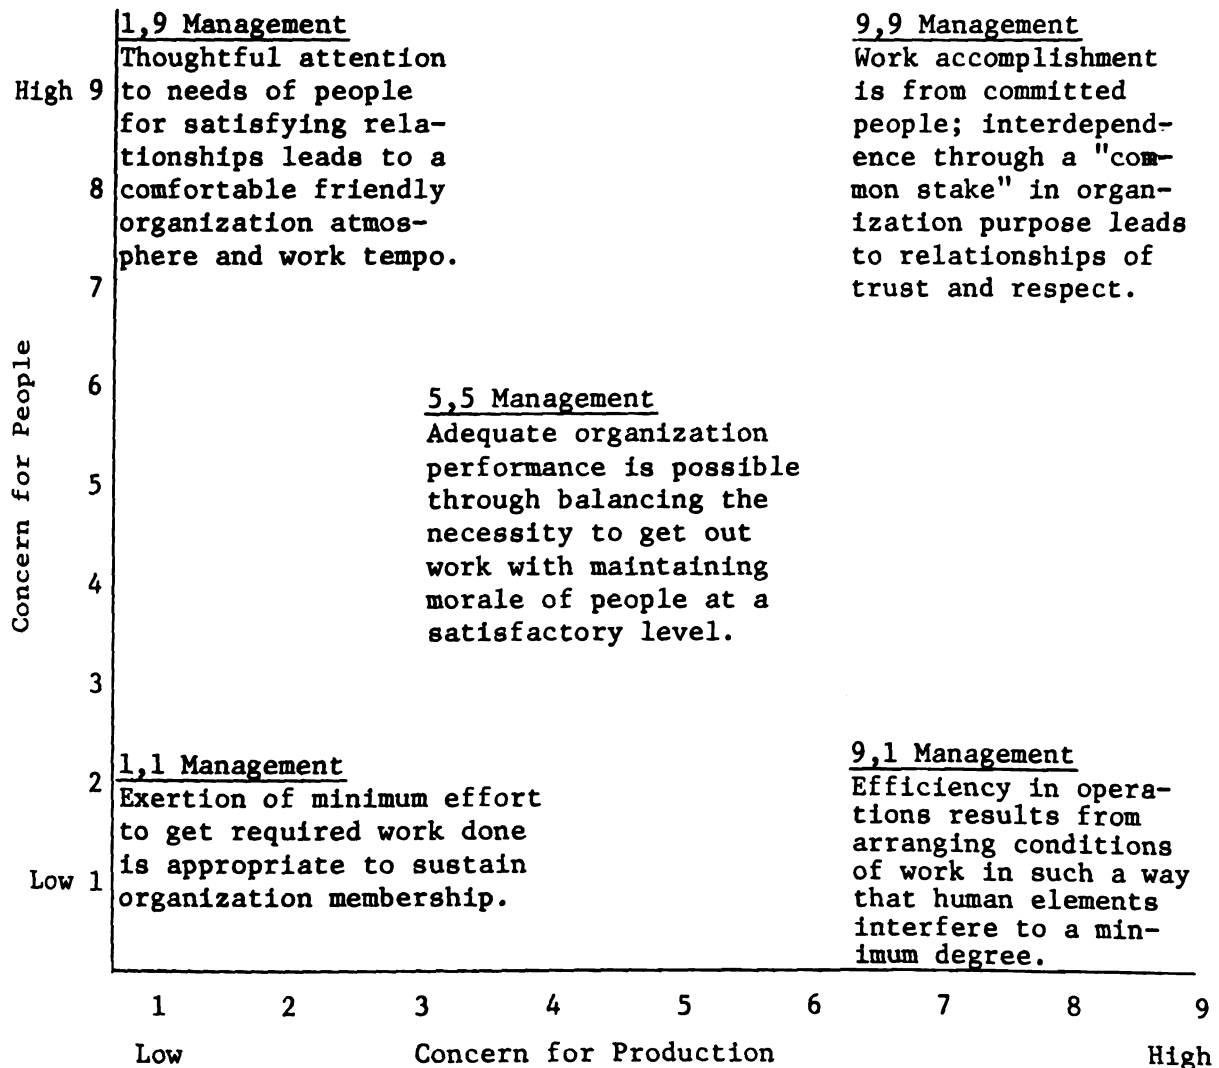 1,9 Management
Thoughtful attention
to needs of people
for satisfying rela-
tionships leads to a
comfortable friendly
organization atmos-
phere and work tempo.
9,9 Management
Work accomplishment
is from committed
people; interdepend-
ence through a "com-
mon stake" in organ-
ization purpose leads
to relationships of
trust and respect.
5,5 Management
Adequate organization
performance is possible
through balancing the
necessity to get out
work with maintaining
morale of people at a
satisfactory level.
1,1 Management
Exertion of minimum effort
to get required work done
is appropriate to sustain
organization membership.
9,1 Management
Efficiency in opera-
tions results from
arranging conditions
of work in such a way
that human elements
interfere to a min-
imum degree.
Concern for People
High 9
8
7
6
5
4
3
2
Low 1
1 2 3 4 5 6 7 8 9
Low Concern for Production High